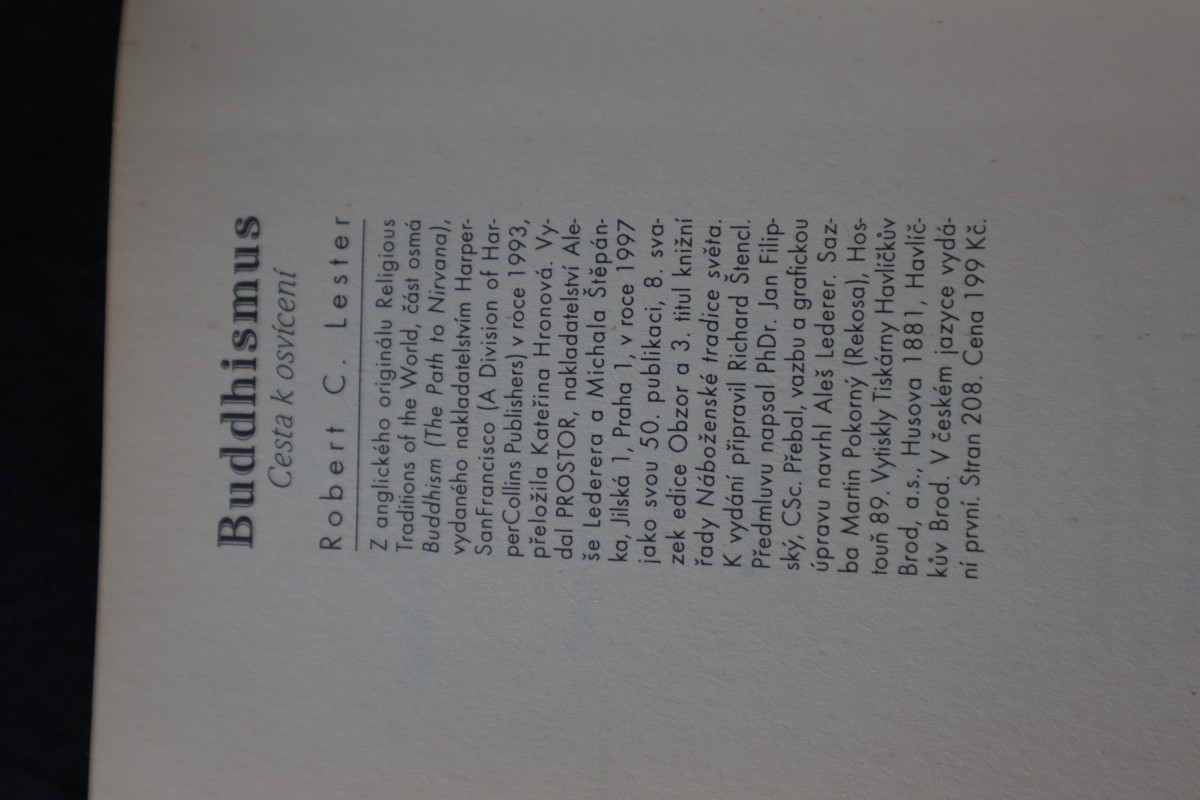 Buddhismus
Cesta k osvícení
Robert C. Lester
Z anglického originálu Religious
Traditions of the World, část osmá
Buddhism (The Path to Nirvana),
vydaného nakladatelstvím Harper-
SanFrancisco (A Division of Har-
perCollins Publishers) v roce 1993,
přeložila Kateřina Hronová. Vy-
dal PROSTOR, nakladatelství Ale-
še Lederera a Michala Štěpán-
ka, Jilská 1, Praha 1, v roce 1997
jako svou 50. publikaci, 8. sva-
zek edice Obzor a 3. titul knižní
řady Náboženské tradice světa.
K vydání připravil Richard Štencl.
Předmluvu napsal PhDr. Jan Filip-
ský, CSc. Přebal, vazbu a grafickou
úpravu navrhl Aleš Lederer. Saz-
ba Martin Pokorný (Rekosa), Hos-
touň 89. Vytiskly Tiskárny Havlíčkův
Brod, a.s., Husova 1881, Havlíč-
kův Brod. V českém jazyce vydá-
ní první. Stran 208. Cena 199 Kč.